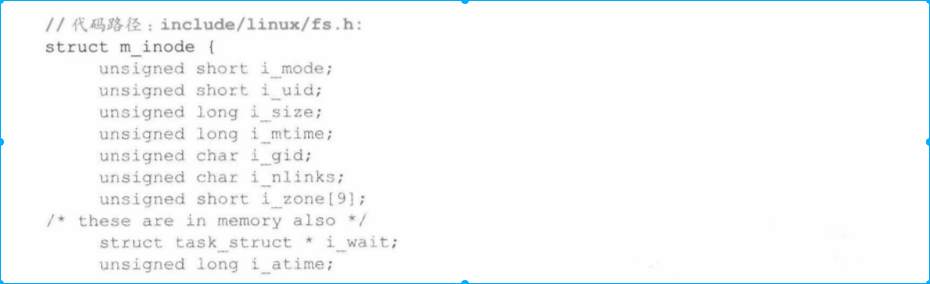 // 代码路径：include/linux/fs.h:
struct m_inode {
unsigned short i_mode;
unsigned short i_uid;
unsigned long i_size;
unsigned long i_mtime;
unsigned char i_gid;
unsigned char i_nlinks;
unsigned short i_zone[9];
/* these are in memory also */
struct task_struct * i_wait;
unsigned long i_atime;